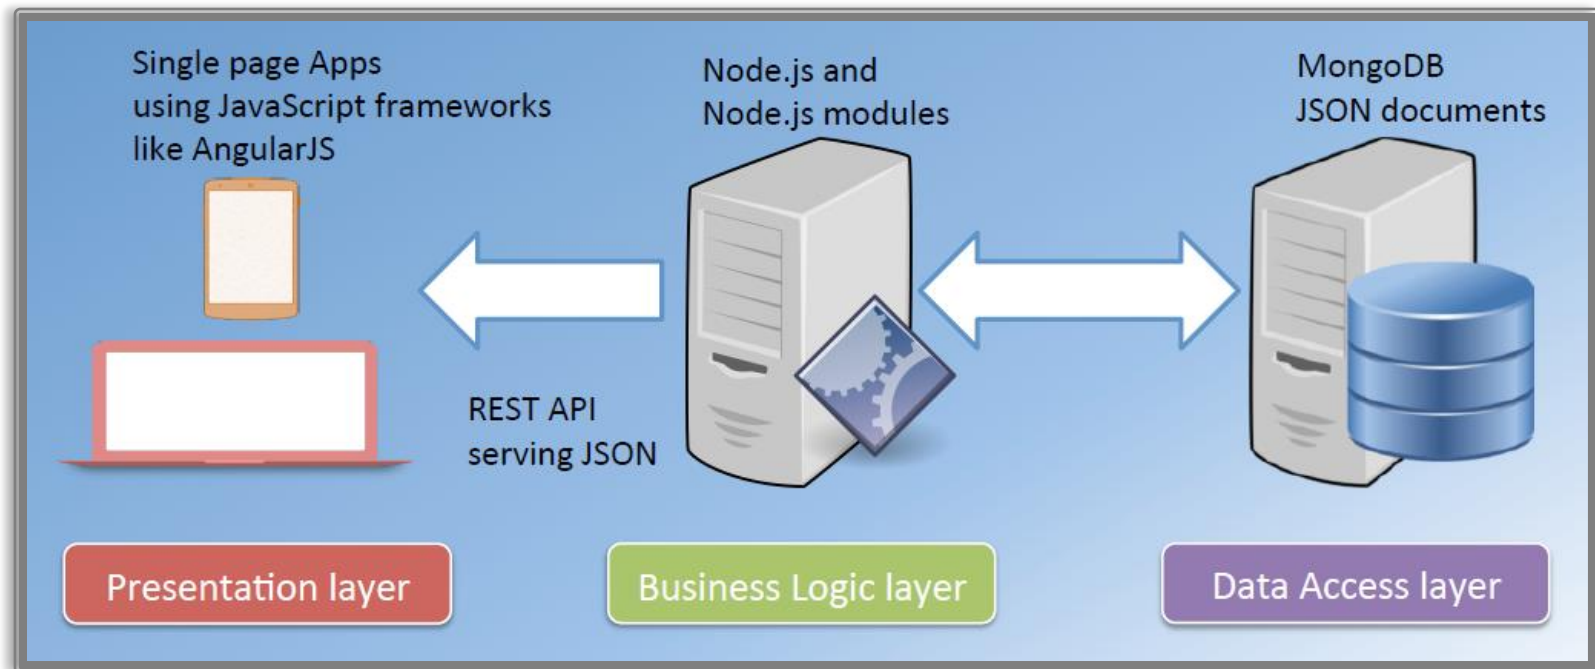 Single page Apps
using JavaScript frameworks
like AngularJS
Node.js and
Node.js modules
MongoDB
JSON documents
REST API
serving JSON
Presentation layer
Business Logic layer
Data Access layer